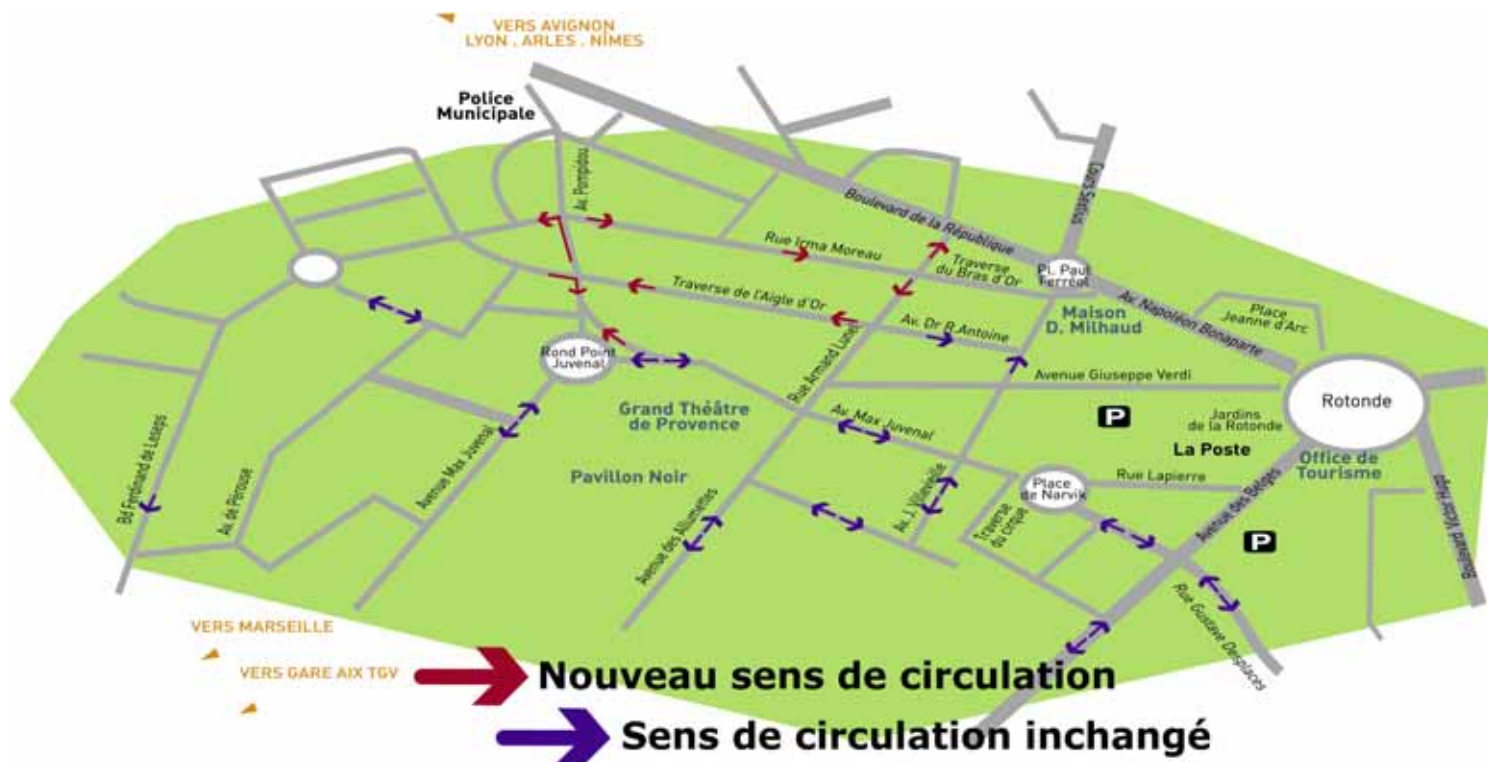 VERS AVIGNON
LYON . ARLES . NÎMES
Police
Municipale
Av. Pompidou
Boulevard de la République
Cours Sextius
Rue Irma Moreau
Traverse
du Bras d'Or
Pl. Paul
Ferréal
Traverse de l'Aigle d'Or
Av. Dr R.Antoine
Maison
D. Milhaud
Av. Napoléon Bonaparte
Place
Jeanne d'Arc
Rond Point
Juvenal
Rue Armand Lunel
Avenue Giuseppe Verdi
Rotonde
Grand Théâtre
de Provence
P
Jardins
de la Rotonde
Av. Max Juvenal
La Poste
Office de
Tourisme
Pavillon Noir
Rue Lapierre
Place
de Narvik
Bd Ferdinand de Leseps
Av. de Pérouse
Avenue Max Juvenal
Avenue des Allumettes
Av. J.
Traverse
du cirque
Avenue des Belges
P
Boulevard Victor Hugo
Rue Gustave Desplaces
VERS MARSEILLE
VERS GARE AIX TGV
Nouveau sens de circulation
Sens de circulation inchangé